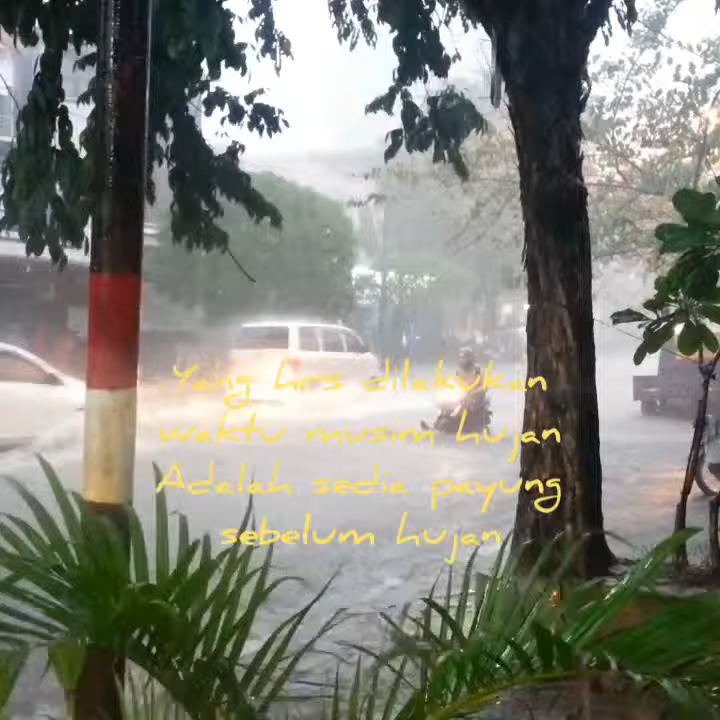 Yang hrs dilakukan
waktu musim hujan
Adalah sedia payung
sebelum hujan